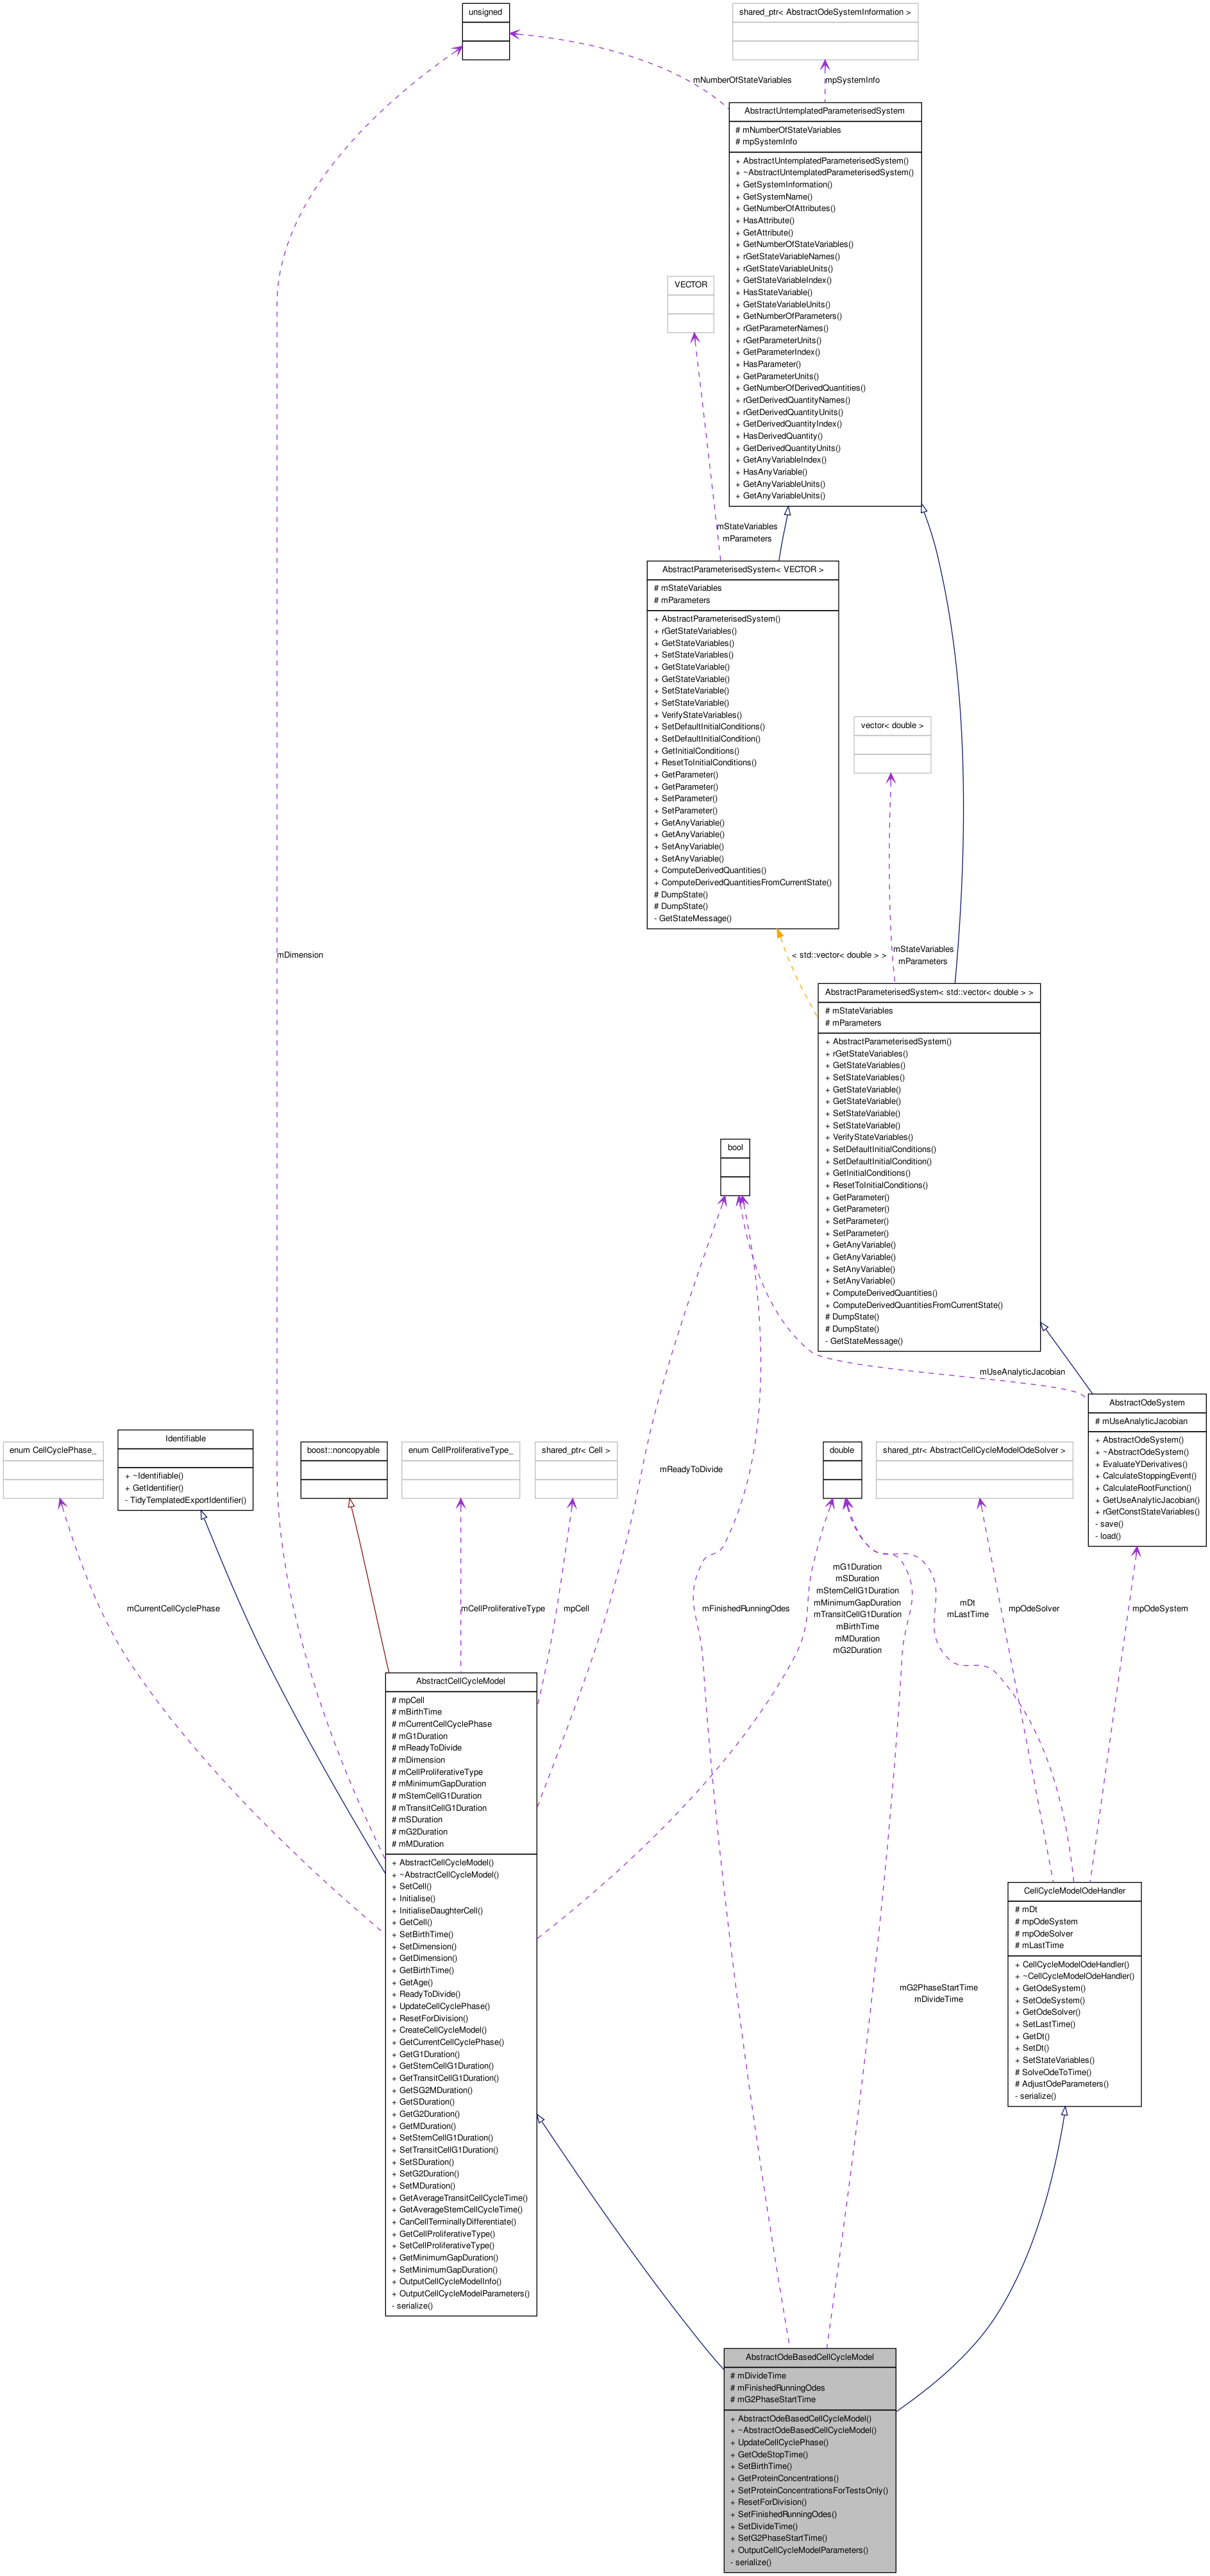 unsigned
shared_ptr< AbstractOdeSystemInformation >
mNumberOfStateVariables
mpSystemInfo
AbstractUntemplatedParameterisedSystem
# mNumberOfStateVariables
# mpSystemInfo
+ AbstractUntemplatedParameterisedSystem()
+ ~AbstractUntemplatedParameterisedSystem()
+ GetSystemInformation()
+ GetSystemName()
+ GetNumberOfAttributes()
+ HasAttribute()
+ GetAttribute()
+ GetNumberOfStateVariables()
+ rGetStateVariableNames()
+ rGetStateVariableUnits()
+ GetStateVariableIndex()
+ HasStateVariable()
+ GetStateVariableUnits()
+ GetNumberOfParameters()
+ rGetParameterNames()
+ rGetParameterUnits()
+ GetParameterIndex()
+ HasParameter()
+ GetParameterUnits()
+ GetNumberOfDerivedQuantities()
+ rGetDerivedQuantityNames()
+ rGetDerivedQuantityUnits()
+ GetDerivedQuantityIndex()
+ HasDerivedQuantity()
+ GetDerivedQuantityUnits()
+ GetAnyVariableIndex()
+ HasAnyVariable()
+ GetAnyVariableUnits()
+ GetAnyVariableUnits()
VECTOR
mStateVariables
mParameters
AbstractParameterisedSystem< VECTOR >
# mStateVariables
# mParameters
+ AbstractParameterisedSystem()
+ rGetStateVariables()
+ GetStateVariables()
+ SetStateVariables()
+ GetStateVariable()
+ GetStateVariable()
+ SetStateVariable()
+ SetStateVariable()
+ VerifyStateVariables()
+ SetDefaultInitialConditions()
+ SetDefaultInitialCondition()
+ GetInitialConditions()
+ ResetToInitialConditions()
+ GetParameter()
+ GetParameter()
+ SetParameter()
+ SetParameter()
+ GetAnyVariable()
+ GetAnyVariable()
+ SetAnyVariable()
+ SetAnyVariable()
+ ComputeDerivedQuantities()
+ ComputeDerivedQuantitiesFromCurrentState()
# DumpState()
# DumpState()
- GetStateMessage()
vector< double >
mDimension
< std::vector< double > >
mStateVariables
mParameters
AbstractParameterisedSystem< std::vector< double > >
# mStateVariables
# mParameters
+ AbstractParameterisedSystem()
+ rGetStateVariables()
+ GetStateVariables()
+ SetStateVariables()
+ GetStateVariable()
+ GetStateVariable()
+ SetStateVariable()
+ SetStateVariable()
+ VerifyStateVariables()
+ SetDefaultInitialConditions()
+ SetDefaultInitialCondition()
+ GetInitialConditions()
+ ResetToInitialConditions()
+ GetParameter()
+ GetParameter()
+ SetParameter()
+ SetParameter()
+ GetAnyVariable()
+ GetAnyVariable()
+ SetAnyVariable()
+ SetAnyVariable()
+ ComputeDerivedQuantities()
+ ComputeDerivedQuantitiesFromCurrentState()
# DumpState()
# DumpState()
- GetStateMessage()
bool
mUseAnalyticJacobian
AbstractOdeSystem
# mUseAnalyticJacobian
+ AbstractOdeSystem()
+ ~AbstractOdeSystem()
+ EvaluateYDerivatives()
+ CalculateStoppingEvent()
+ CalculateRootFunction()
+ GetUseAnalyticJacobian()
+ rGetConstStateVariables()
- save()
- load()
enum CellCyclePhase_
Identifiable
+ ~Identifiable()
+ GetIdentifier()
- TidyTemplatedExportIdentifier()
boost::noncopyable
enum CellProliferativeType_
shared_ptr< Cell >
double
shared_ptr< AbstractCellCycleModelOdeSolver >
mReadyToDivide
mCurrentCellCyclePhase
mCellProliferativeType
mpCell
mFinishedRunningOdes
mG1Duration
mSDuration
mStemCellG1Duration
mMinimumGapDuration
mTransitCellG1Duration
mBirthTime
mMDuration
mG2Duration
mDt
mLastTime
mpOdeSolver
mpOdeSystem
AbstractCellCycleModel
# mpCell
# mBirthTime
# mCurrentCellCyclePhase
# mG1Duration
# mReadyToDivide
# mDimension
# mCellProliferativeType
# mMinimumGapDuration
# mStemCellG1Duration
# mTransitCellG1Duration
# mSDuration
# mG2Duration
# mMDuration
+ AbstractCellCycleModel()
+ ~AbstractCellCycleModel()
+ SetCell()
+ Initialise()
+ InitialiseDaughterCell()
+ GetCell()
+ SetBirthTime()
+ SetDimension()
+ GetDimension()
+ GetBirthTime()
+ GetAge()
+ ReadyToDivide()
+ UpdateCellCyclePhase()
+ ResetForDivision()
+ CreateCellCycleModel()
+ GetCurrentCellCyclePhase()
+ GetG1Duration()
+ GetStemCellG1Duration()
+ GetTransitCellG1Duration()
+ GetSG2MDuration()
+ GetSDuration()
+ GetG2Duration()
+ GetMDuration()
+ SetStemCellG1Duration()
+ SetTransitCellG1Duration()
+ SetSDuration()
+ SetG2Duration()
+ SetMDuration()
+ GetAverageTransitCellCycleTime()
+ GetAverageStemCellCycleTime()
+ CanCellTerminallyDifferentiate()
+ GetCellProliferativeType()
+ SetCellProliferativeType()
+ GetMinimumGapDuration()
+ SetMinimumGapDuration()
+ OutputCellCycleModelInfo()
+ OutputCellCycleModelParameters()
- serialize()
CellCycleModelOdeHandler
# mDt
# mpOdeSystem
# mpOdeSolver
# mLastTime
+ CellCycleModelOdeHandler()
+ ~CellCycleModelOdeHandler()
+ GetOdeSystem()
+ SetOdeSystem()
+ GetOdeSolver()
+ SetLastTime()
+ GetDt()
+ SetDt()
+ SetStateVariables()
# SolveOdeToTime()
# AdjustOdeParameters()
- serialize()
mG2PhaseStartTime
mDivideTime
AbstractOdeBasedCellCycleModel
# mDivideTime
# mFinishedRunningOdes
# mG2PhaseStartTime
+ AbstractOdeBasedCellCycleModel()
+ ~AbstractOdeBasedCellCycleModel()
+ UpdateCellCyclePhase()
+ GetOdeStopTime()
+ SetBirthTime()
+ GetProteinConcentrations()
+ SetProteinConcentrationsForTestsOnly()
+ ResetForDivision()
+ SetFinishedRunningOdes()
+ SetDivideTime()
+ SetG2PhaseStartTime()
+ OutputCellCycleModelParameters()
- serialize()